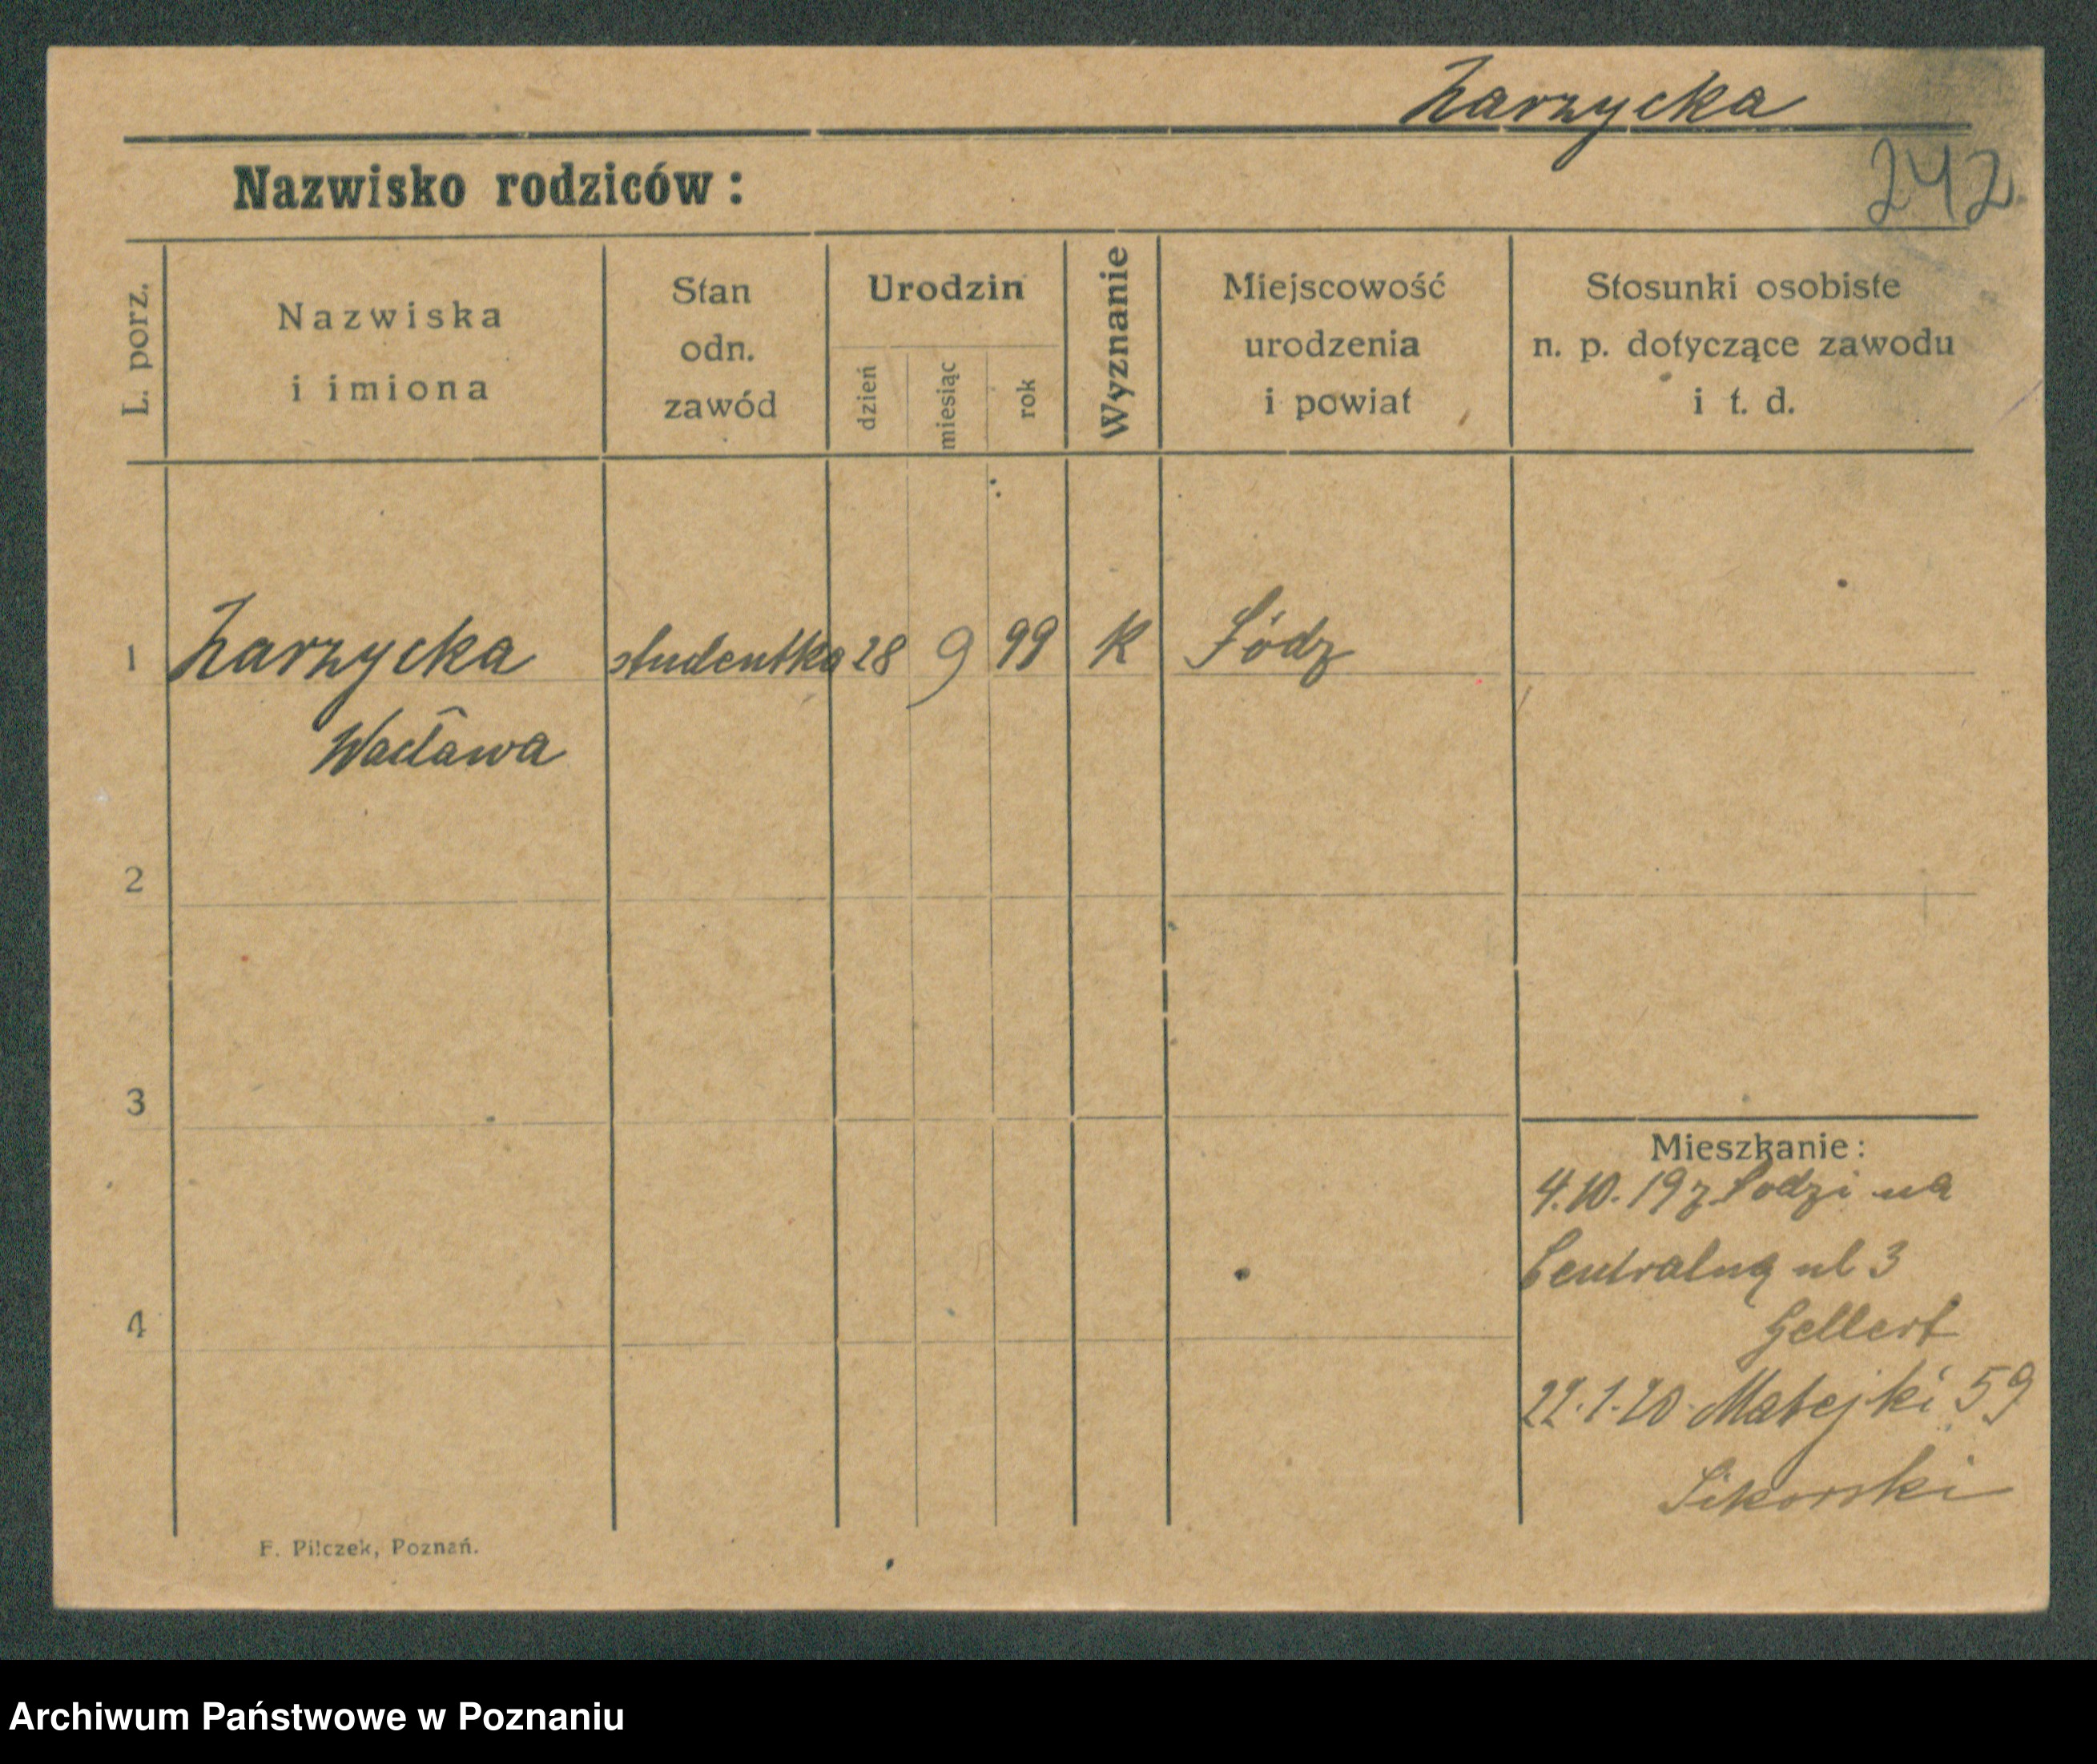 Zarzycka
242
Nazwisko rodziców:
L. porz.
Nazwiska
i imiona
Stan
odn.
zawód
Urodzin
dzień
miesiąc
rok
Wyznanie
Miejscowość
urodzenia
i powiat
Stosunki osobiste
n. p. dotyczące zawodu
i t. d.
1 Zarzycka studentka 28 9 99 K Łódz
Wacława
2
3
4
Mieszkanie:
4.10.19 z Łodzi na
Centralną ul 3
Gellert
22.1.20. Matejki 59
Sikorski
F. Pilczek, Poznań.
Archiwum Państwowe w Poznaniu